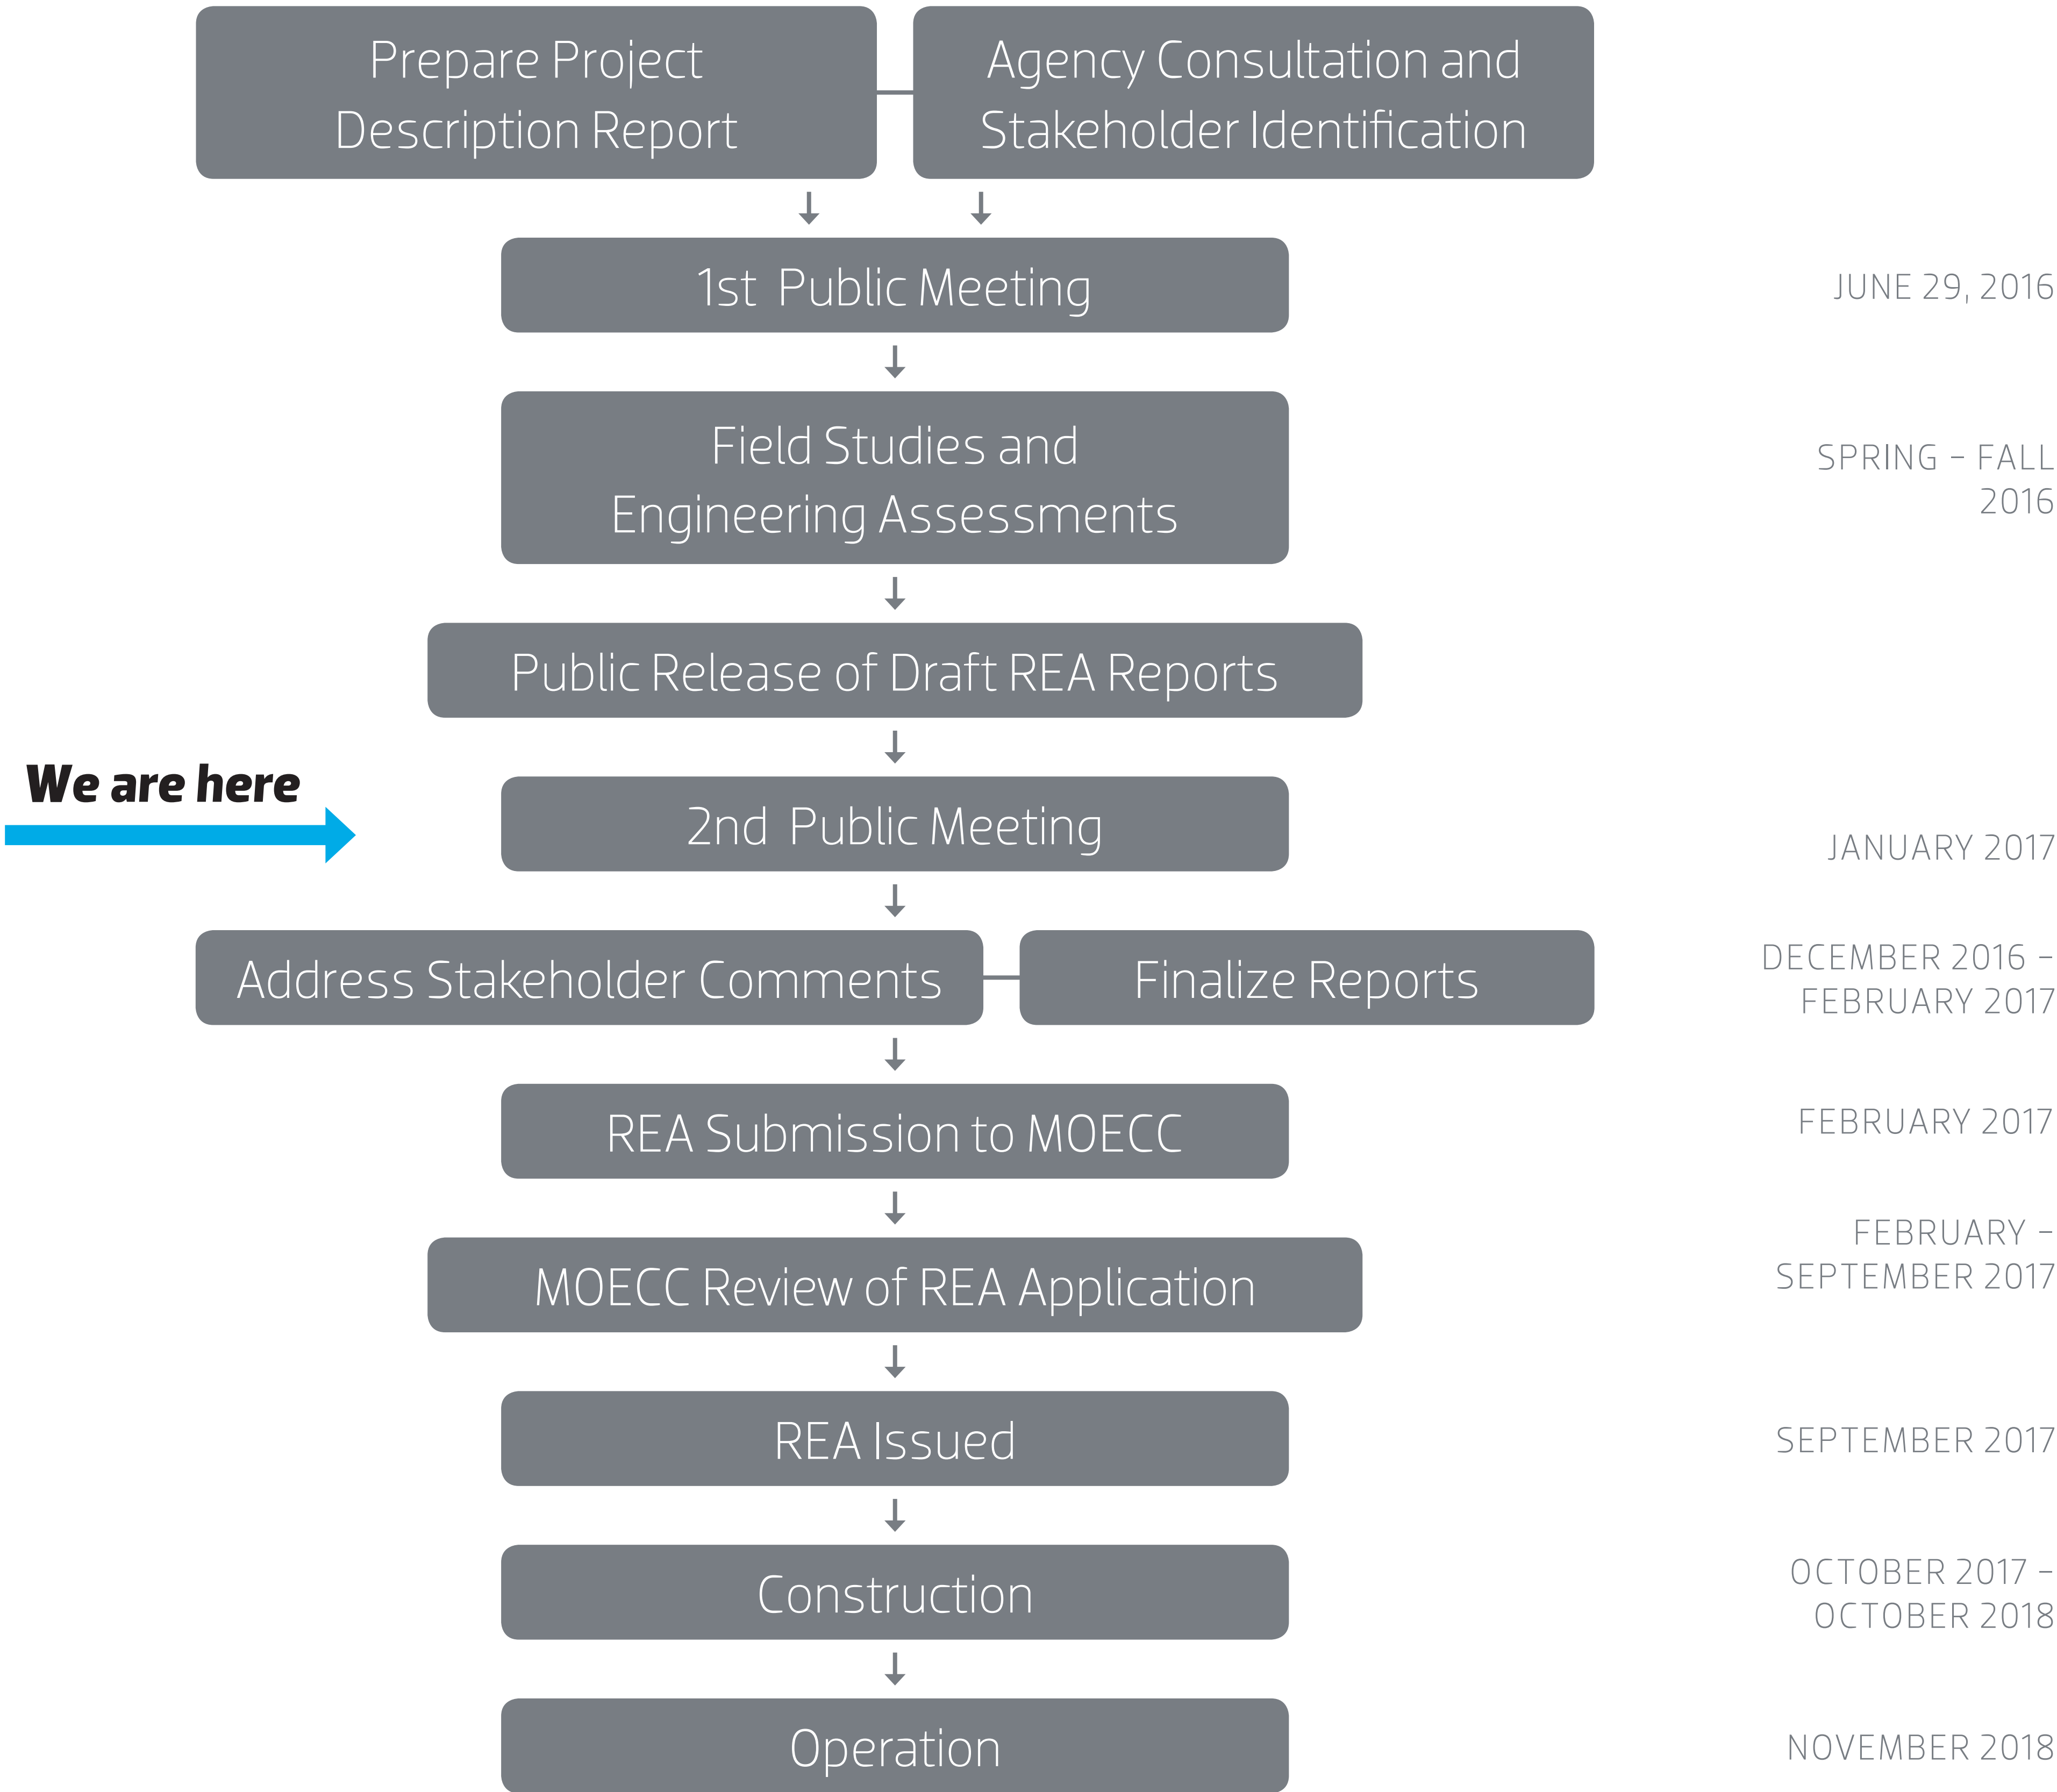 Prepare Project
Description Report
Agency Consultation and
Stakeholder Identification
1st Public Meeting
JUNE 29, 2016
Field Studies and
Engineering Assessments
SPRING – FALL
2016
Public Release of Draft REA Reports
We are here
2nd Public Meeting
JANUARY 2017
Address Stakeholder Comments
Finalize Reports
DECEMBER 2016 –
FEBRUARY 2017
REA Submission to MOECC
FEBRUARY 2017
MOECC Review of REA Application
FEBRUARY –
SEPTEMBER 2017
REA Issued
SEPTEMBER 2017
Construction
OCTOBER 2017 –
OCTOBER 2018
Operation
NOVEMBER 2018